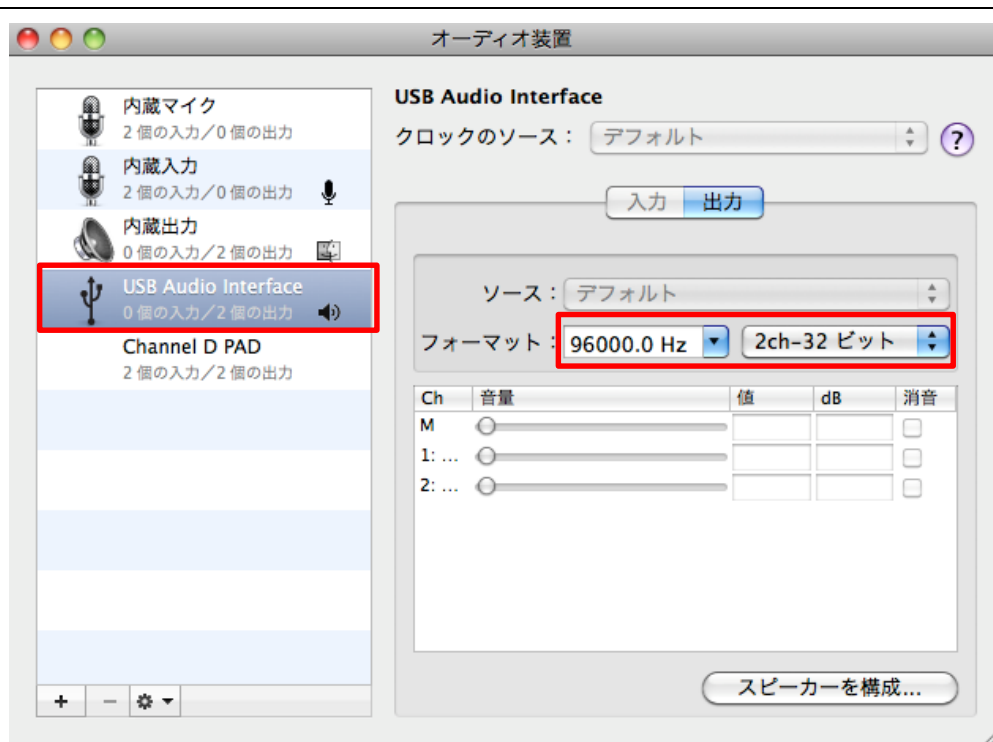 オーディオ装置
内蔵マイク
2 個の入力／0 個の出力
内蔵入力
2 個の入力／0 個の出力
内蔵出力
0 個の入力／2 個の出力
USB Audio Interface
0 個の入力／2 個の出力
Channel D PAD
2 個の入力／2 個の出力
+ −
USB Audio Interface
クロックのソース： デフォルト ?
入力 出力
ソース： デフォルト
フォーマット： 96000.0 Hz 2ch-32 ビット
Ch 音量 値 dB 消音
M
1: ...
2: ...
スピーカーを構成...